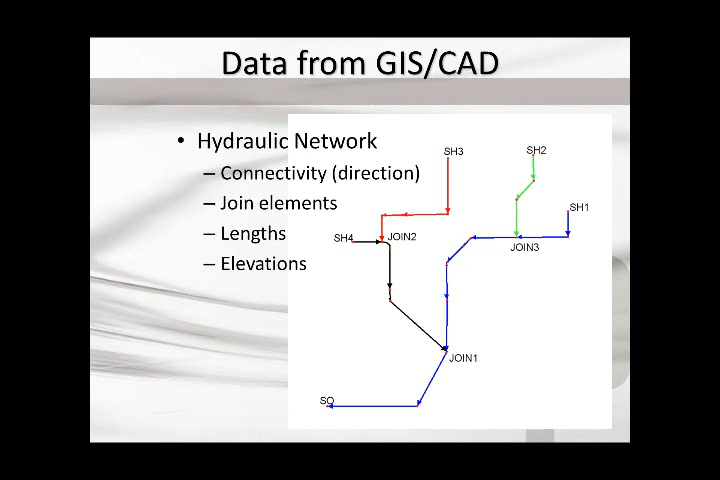 Data from GIS/CAD
• Hydraulic Network
– Connectivity (direction)
– Join elements
– Lengths
– Elevations
SH3
SH2
SH1
SH4
JOIN2
JOIN3
JOIN1
SO